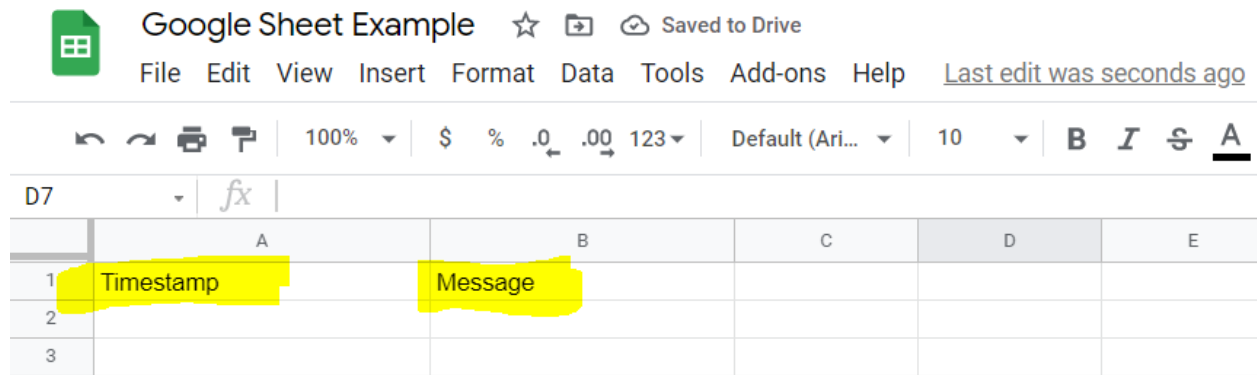 Google Sheet Example Saved to Drive
File Edit View Insert Format Data Tools Add-ons Help Last edit was seconds ago
100% $ % .0 .00 123 Default (Ari... 10 B I S A
D7 fx
A B C D E
1 Timestamp Message
2
3